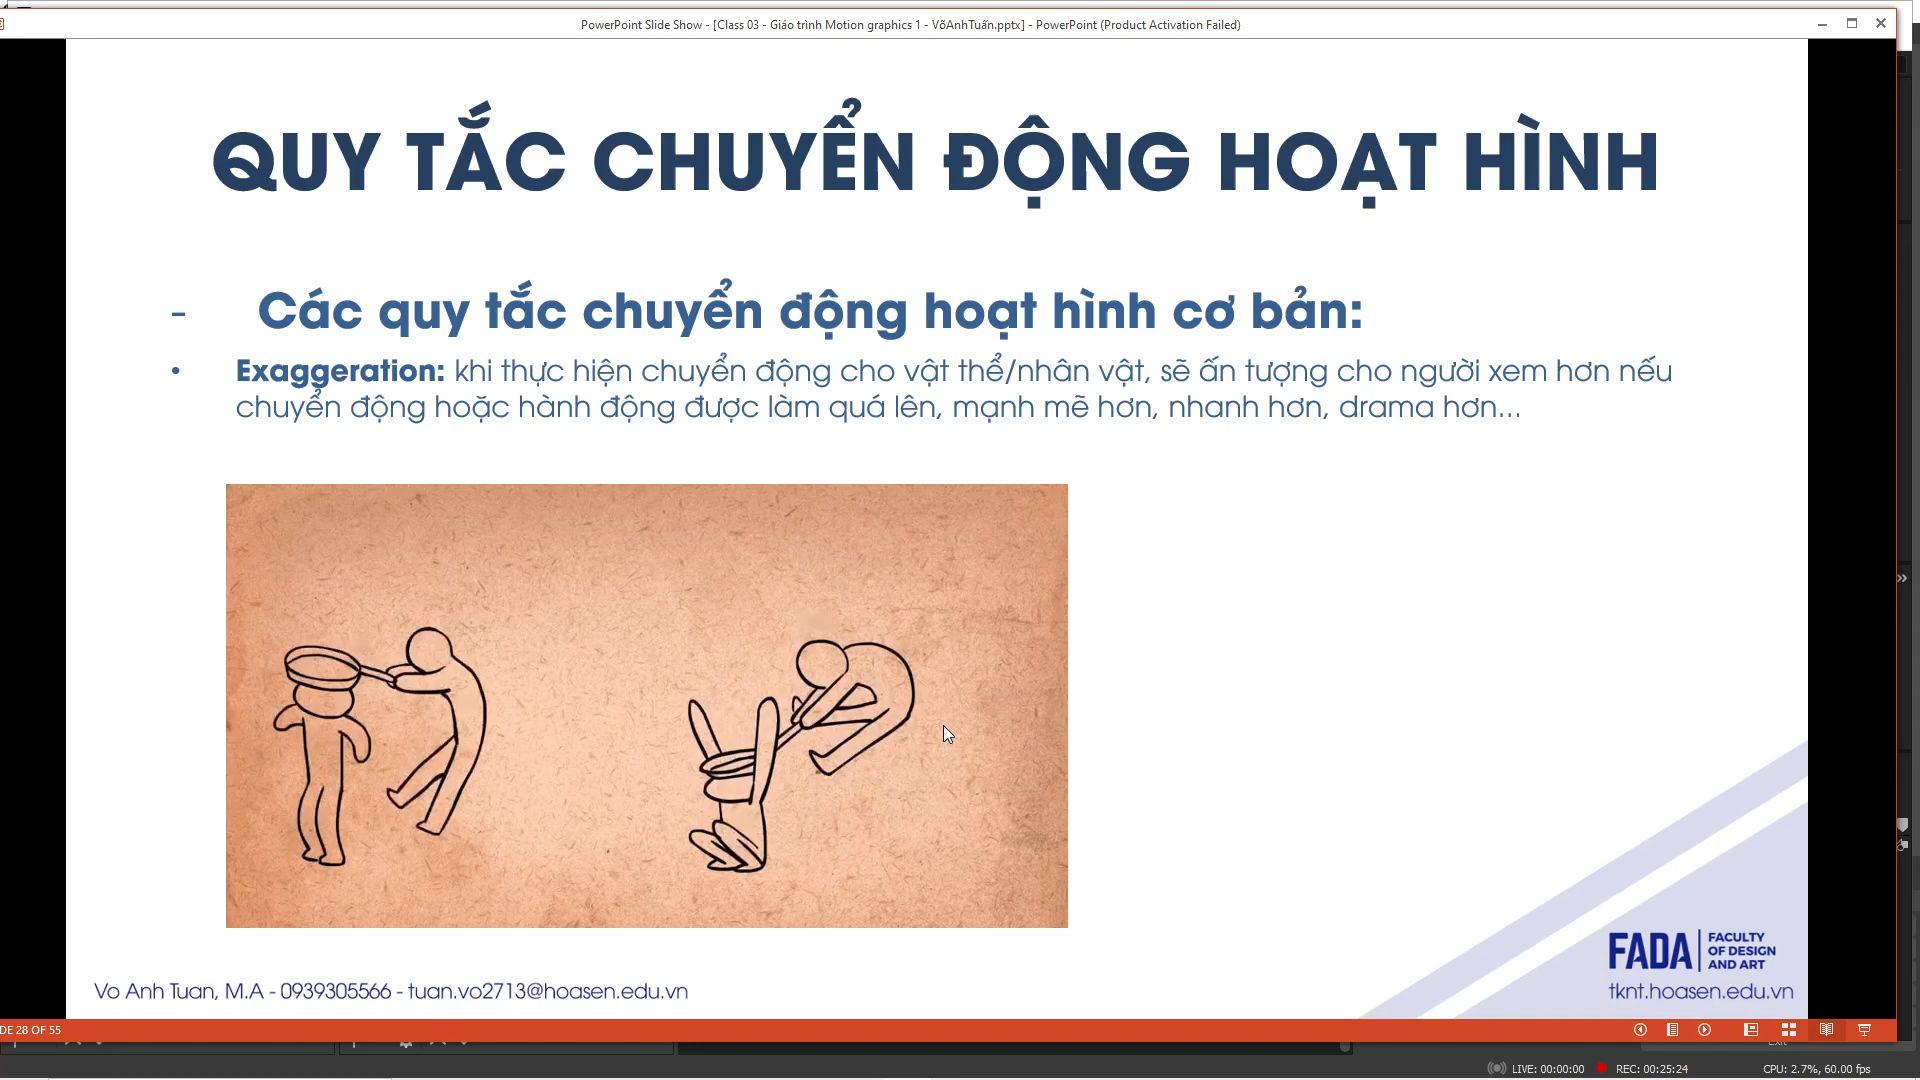 PowerPoint Slide Show - [Class 03 - Giáo trình Motion graphics 1 - VõAnhTuấn.pptx] - PowerPoint (Product Activation Failed)
QUY TẮC CHUYỂN ĐỘNG HOẠT HÌNH
- Các quy tắc chuyển động hoạt hình cơ bản:
• Exaggeration: khi thực hiện chuyển động cho vật thể/nhân vật, sẽ ấn tượng cho người xem hơn nếu
chuyển động hoặc hành động được làm quá lên, mạnh mẽ hơn, nhanh hơn, drama hơn...
FADA
FACULTY
OF DESIGN
AND ART
Vo Anh Tuan, M.A - 0939305566 - tuan.vo2713@hoasen.edu.vn
tknt.hoasen.edu.vn
DE 28 OF 55
LIVE: 00:00:00
REC: 00:25:24
CPU: 2.7%, 60.00 fps